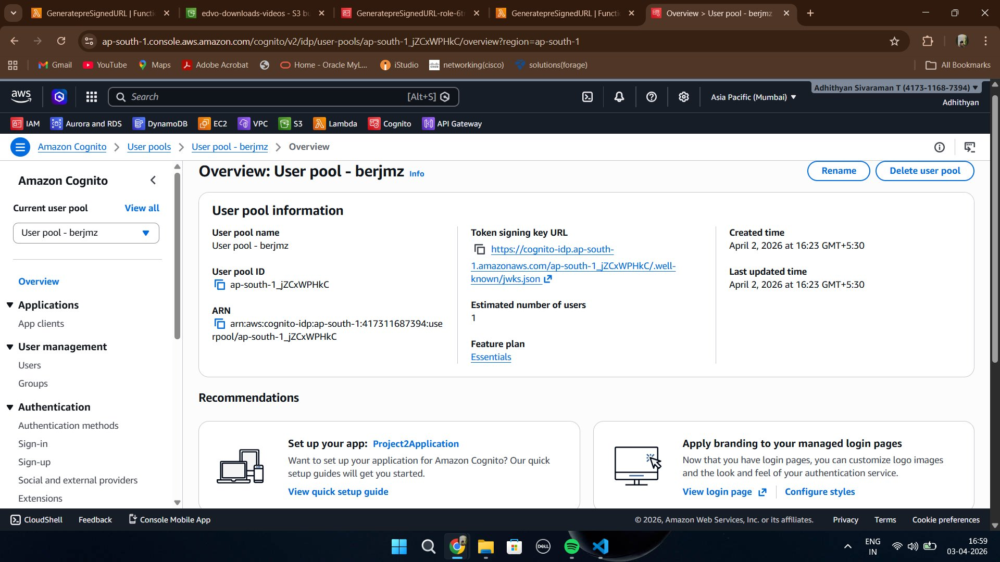 GeneratepreSignedURL | Functi
edvo-downloads-videos - S3 bu
GeneratepreSignedURL-role-6t
GeneratepreSignedURL | Functi
Overview > User pool - berjmz
ap-south-1.console.aws.amazon.com/cognito/v2/idp/user-pools/ap-south-1_jZCxWPHkC/overview?region=ap-south-1
Gmail
YouTube
Maps
Adobe Acrobat
Home - Oracle MyL...
iStudio
networking(cisco)
solutions(forage)
All Bookmarks
aws
Search
[Alt+S]
Asia Pacific (Mumbai)
Adhithyan Sivaraman T (4173-1168-7394)
Adhithyan
IAM
Aurora and RDS
DynamoDB
EC2
VPC
S3
Lambda
Cognito
API Gateway
Amazon Cognito
User pools
User pool - berjmz
Overview
Amazon Cognito
Current user pool
View all
User pool - berjmz
Overview
Applications
App clients
User management
Users
Groups
Authentication
Authentication methods
Sign-in
Sign-up
Social and external providers
Extensions
Overview: User pool - berjmz Info
Rename
Delete user pool
User pool information
User pool name
User pool - berjmz
User pool ID
ap-south-1_jZCxWPHkC
ARN
arn:aws:cognito-idp:ap-south-1:417311687394:use
rpool/ap-south-1_jZCxWPHkC
Token signing key URL
https://cognito-idp.ap-south-
1.amazonaws.com/ap-south-1_jZCxWPHkC/.well-
known/jwks.json
Estimated number of users
1
Feature plan
Essentials
Created time
April 2, 2026 at 16:23 GMT+5:30
Last updated time
April 2, 2026 at 16:23 GMT+5:30
Recommendations
Set up your app: Project2Application
Want to set up your application for Amazon Cognito? Our quick
setup guides will get you started.
View quick setup guide
Apply branding to your managed login pages
Now that you have login pages, you can customize logo images
and the look and feel of your authentication service.
View login page
Configure styles
CloudShell
Feedback
Console Mobile App
© 2026, Amazon Web Services, Inc. or its affiliates.
Privacy
Terms
Cookie preferences
DELL
ENG
IN
16:59
03-04-2026